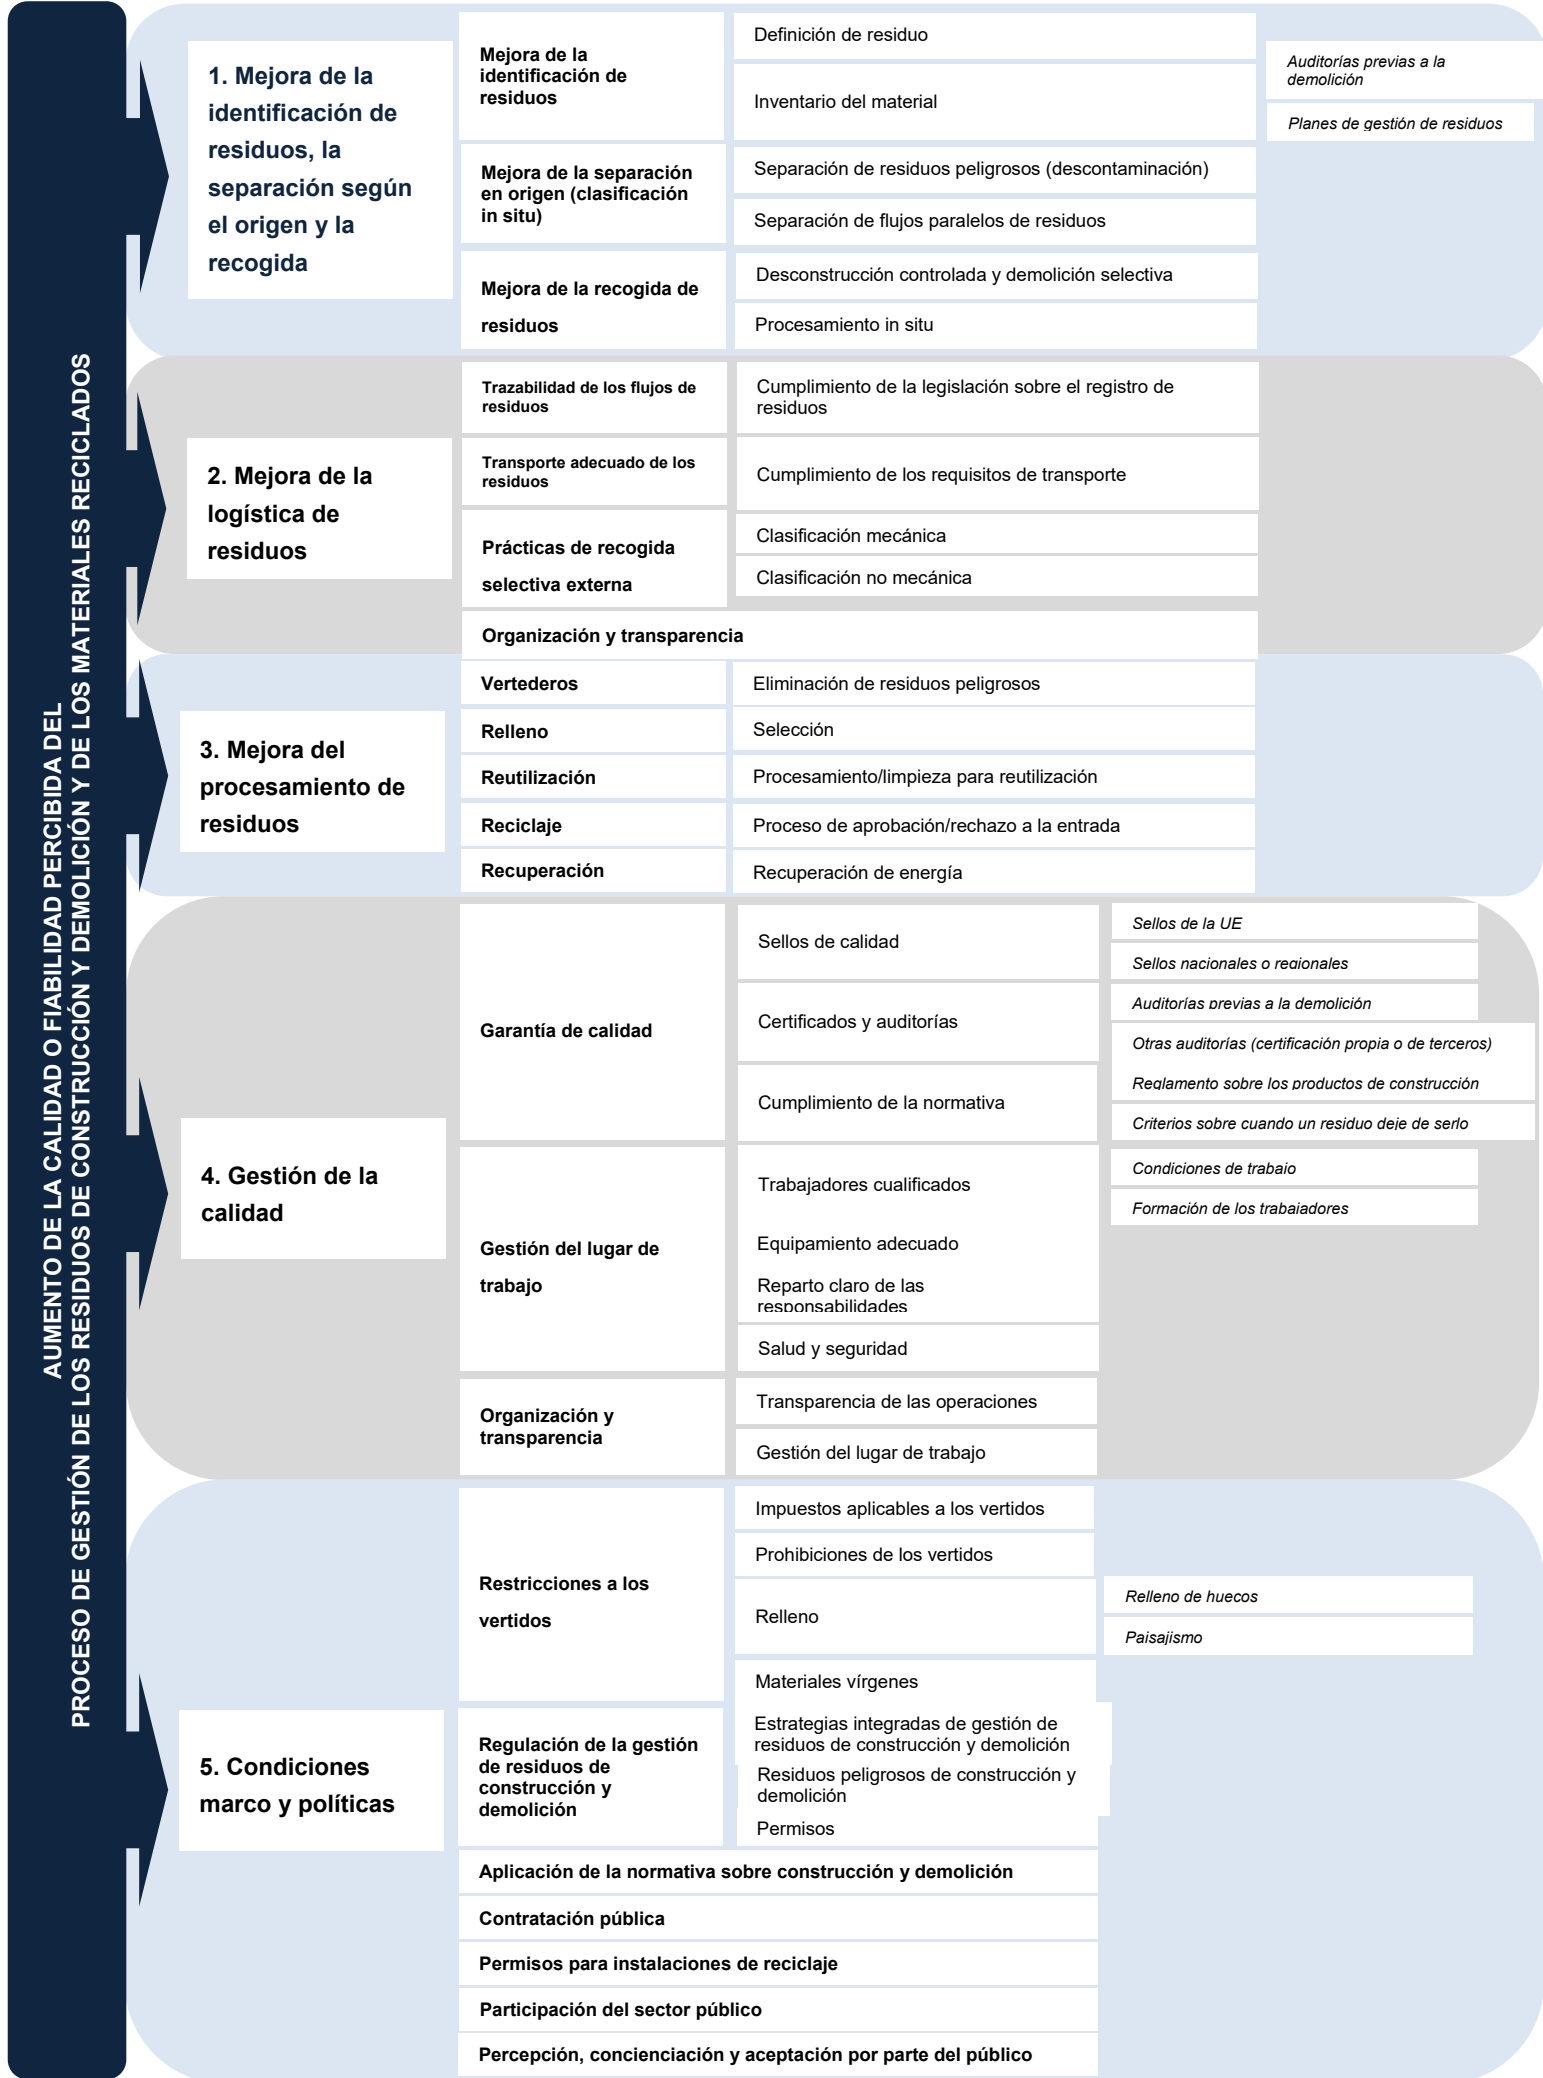 AUMENTO DE LA CALIDAD O FIABILIDAD PERCIBIDA DEL
PROCESO DE GESTIÓN DE LOS RESIDUOS DE CONSTRUCCIÓN Y DEMOLICIÓN Y DE LOS MATERIALES RECICLADOS
1. Mejora de la
identificación de
residuos, la
separación según
el origen y la
recogida
Mejora de la
identificación de
residuos
Definición de residuo
Inventario del material
Auditorías previas a la
demolición
Planes de gestión de residuos
Mejora de la separación
en origen (clasificación
in situ)
Separación de residuos peligrosos (descontaminación)
Separación de flujos paralelos de residuos
Mejora de la recogida de
residuos
Desconstrucción controlada y demolición selectiva
Procesamiento in situ
2. Mejora de la
logística de
residuos
Trazabilidad de los flujos de
residuos
Cumplimiento de la legislación sobre el registro de
residuos
Transporte adecuado de los
residuos
Cumplimiento de los requisitos de transporte
Prácticas de recogida
selectiva externa
Clasificación mecánica
Clasificación no mecánica
Organización y transparencia
3. Mejora del
procesamiento de
residuos
Vertederos
Eliminación de residuos peligrosos
Relleno
Selección
Reutilización
Procesamiento/limpieza para reutilización
Reciclaje
Proceso de aprobación/rechazo a la entrada
Recuperación
Recuperación de energía
4. Gestión de la
calidad
Garantía de calidad
Sellos de calidad
Sellos de la UE
Sellos nacionales o regionales
Certificados y auditorías
Auditorías previas a la demolición
Otras auditorías (certificación propia o de terceros)
Cumplimiento de la normativa
Reglamento sobre los productos de construcción
Criterios sobre cuando un residuo deje de serlo
Gestión del lugar de
trabajo
Trabajadores cualificados
Condiciones de trabajo
Formación de los trabajadores
Equipamiento adecuado
Reparto claro de las
responsabilidades
Salud y seguridad
Organización y
transparencia
Transparencia de las operaciones
Gestión del lugar de trabajo
5. Condiciones
marco y políticas
Restricciones a los
vertidos
Impuestos aplicables a los vertidos
Prohibiciones de los vertidos
Relleno
Relleno de huecos
Paisajismo
Materiales vírgenes
Regulación de la gestión
de residuos de
construcción y
demolición
Estrategias integradas de gestión de
residuos de construcción y demolición
Residuos peligrosos de construcción y
demolición
Permisos
Aplicación de la normativa sobre construcción y demolición
Contratación pública
Permisos para instalaciones de reciclaje
Participación del sector público
Percepción, concienciación y aceptación por parte del público